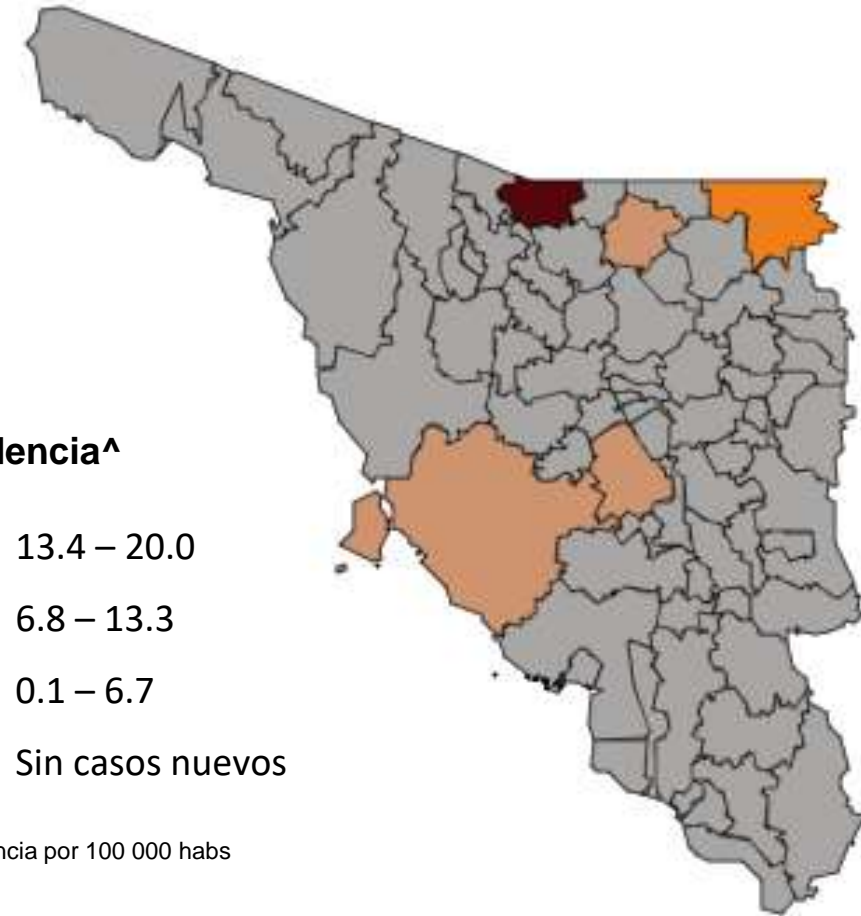 dencia^
13.4 – 20.0
6.8 – 13.3
0.1 – 6.7
Sin casos nuevos
ncia por 100 000 habs